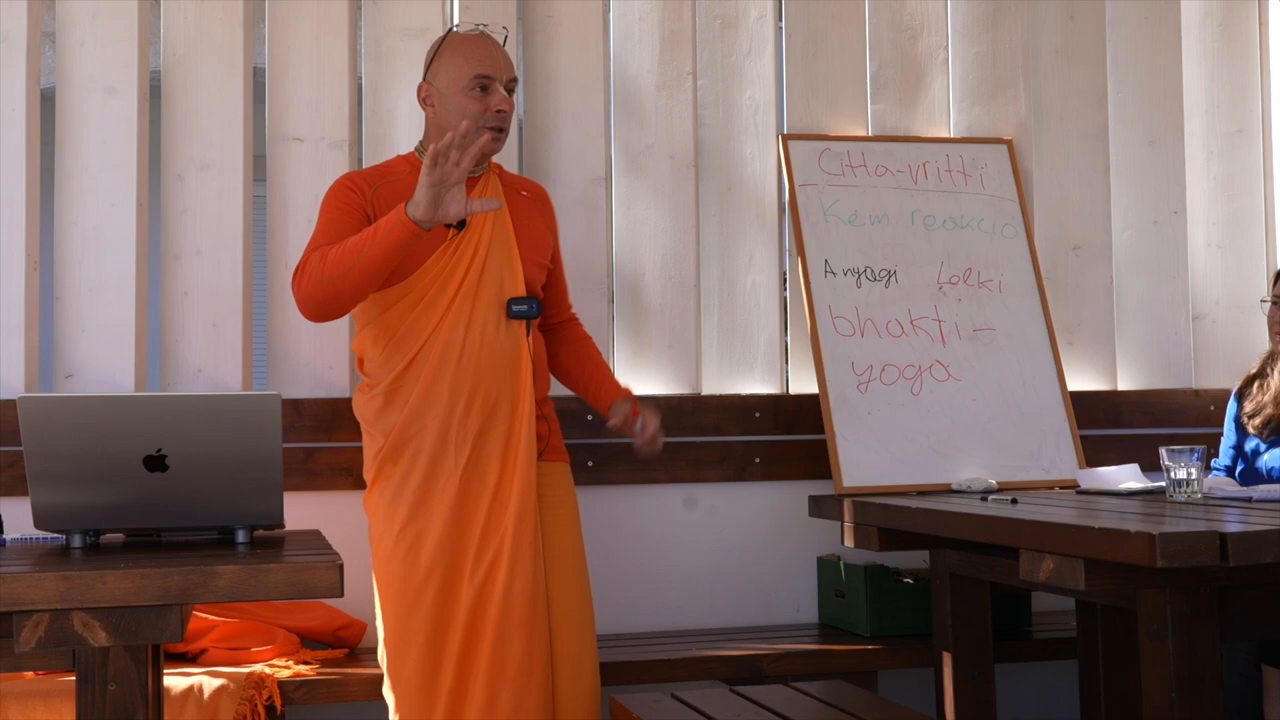 Citta-vritti
Kém reakció
Anyagi Lelki
bhakti-
yoga